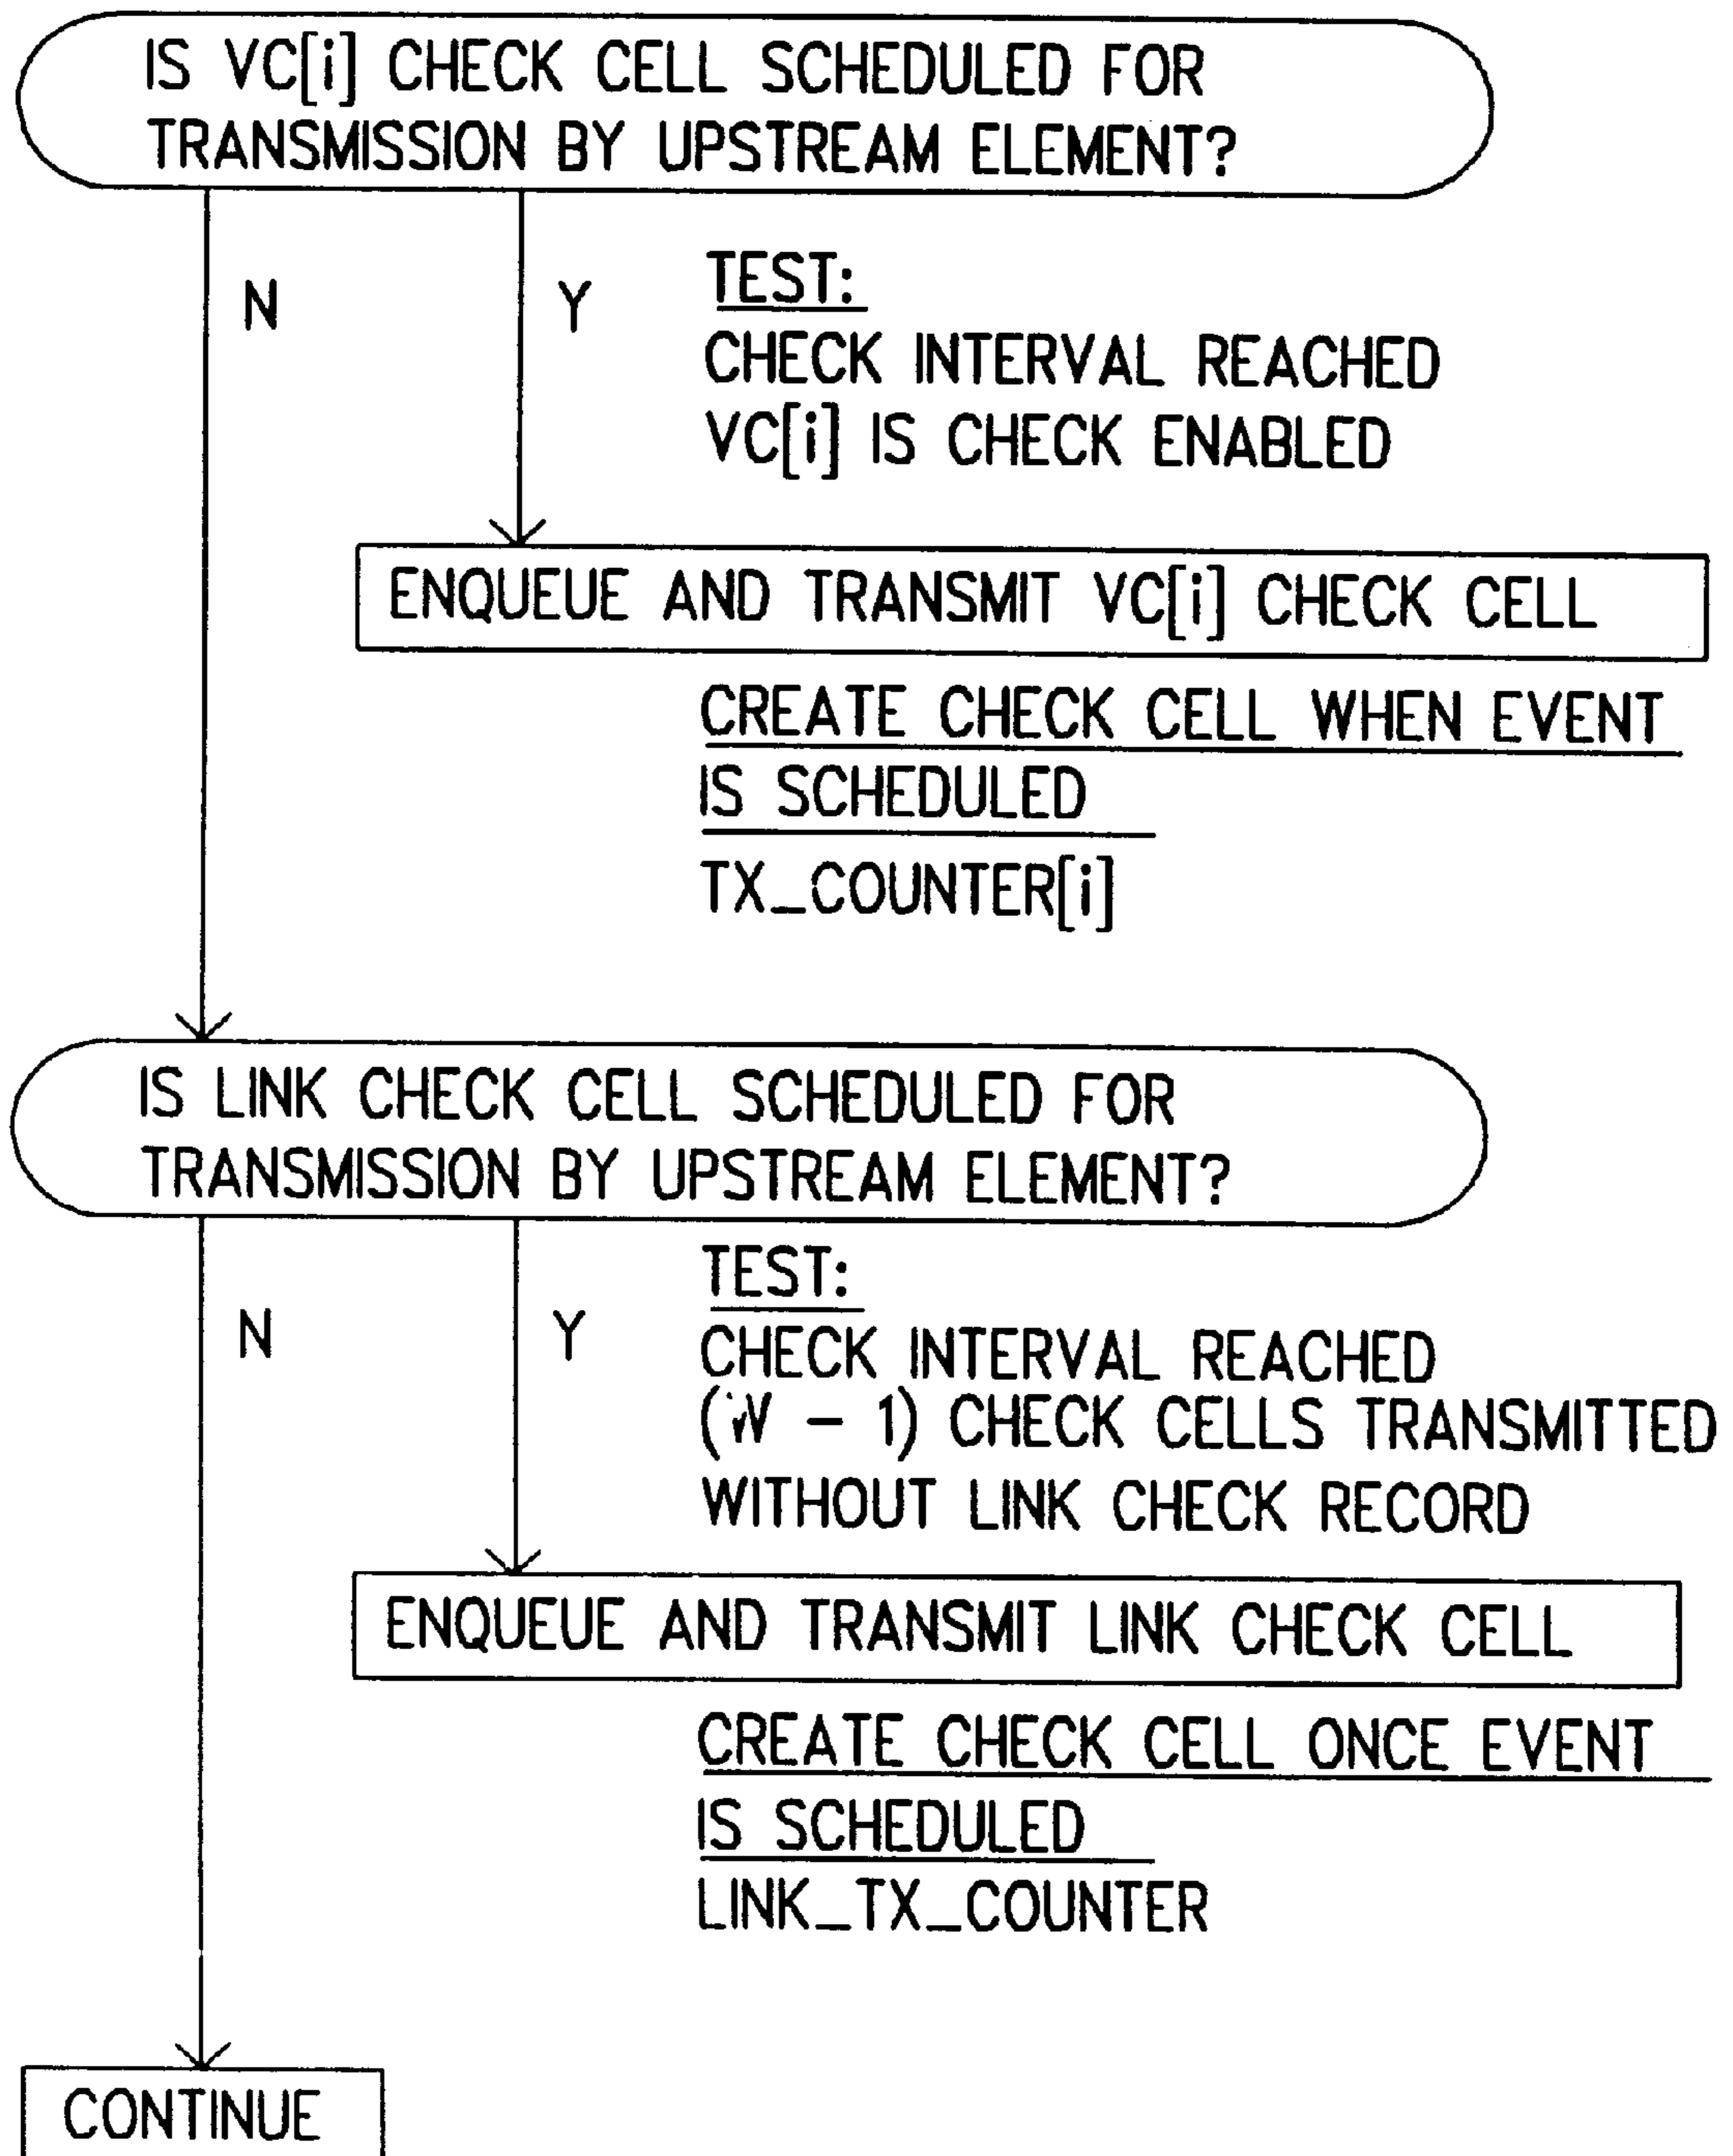 IS VC[i] CHECK CELL SCHEDULED FOR
TRANSMISSION BY UPSTREAM ELEMENT?
N
Y
TEST:
CHECK INTERVAL REACHED
VC[i] IS CHECK ENABLED
ENQUEUE AND TRANSMIT VC[i] CHECK CELL
CREATE CHECK CELL WHEN EVENT
IS SCHEDULED
TX_COUNTER[i]
IS LINK CHECK CELL SCHEDULED FOR
TRANSMISSION BY UPSTREAM ELEMENT?
N
Y
TEST:
CHECK INTERVAL REACHED
(W - 1) CHECK CELLS TRANSMITTED
WITHOUT LINK CHECK RECORD
ENQUEUE AND TRANSMIT LINK CHECK CELL
CREATE CHECK CELL ONCE EVENT
IS SCHEDULED
LINK_TX_COUNTER
CONTINUE